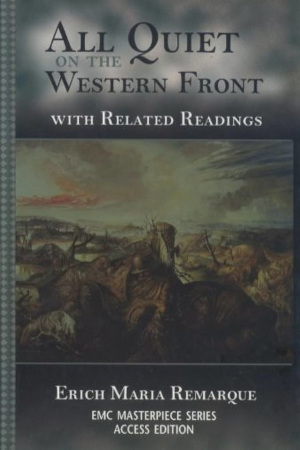 ALL QUIET
ON THE
WESTERN FRONT
WITH RELATED READINGS
ERICH MARIA REMARQUE
EMC MASTERPIECE SERIES
ACCESS EDITION